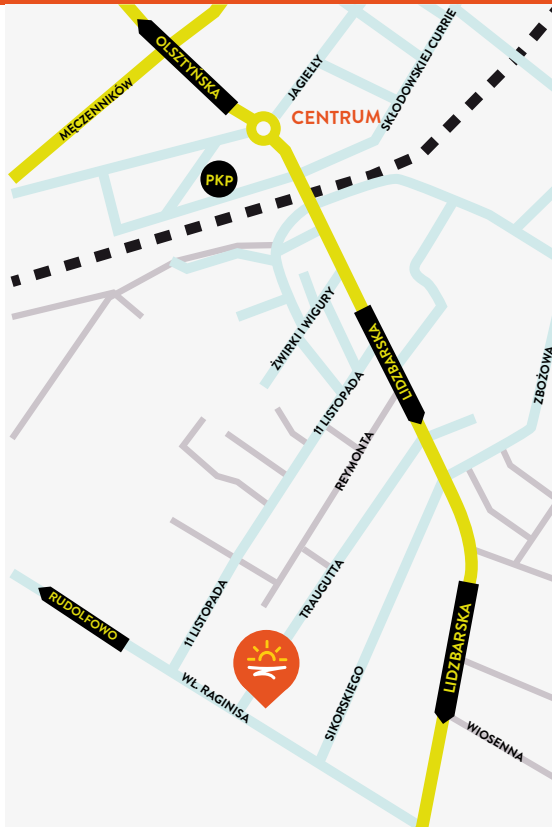 OLSZTYŃSKA
MĘCZENNIKÓW
JAGIEŁŁY
SKŁODOWSKIEJ CURRIE
CENTRUM
PKP
ŻWIRKI I WIGURY
LIDZBARSKA
11 LISTOPADA
ZBOŻOWA
REYMONTA
TRAUGUTTA
11 LISTOPADA
RUDOLFOWO
WŁ. RAGINISA
SIKORSKIEGO
LIDZBARSKA
WIOSENNA